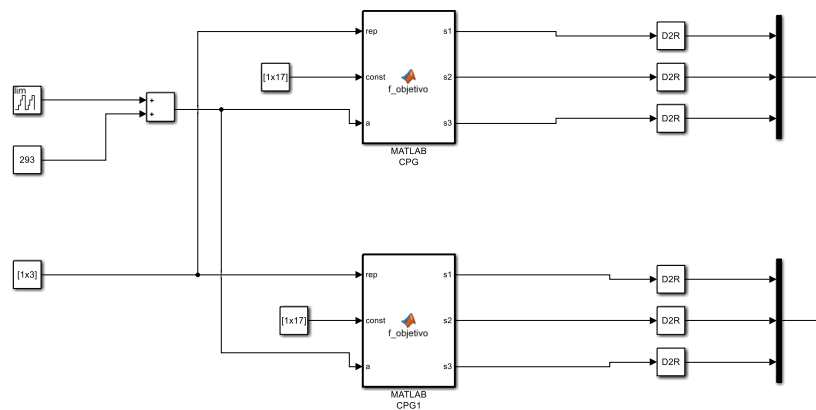 rep
s1
D2R
[1x17]
const
s2
D2R
f_objetivo
lim
+
+
a
s3
D2R
MATLAB
CPG
293
[1x3]
rep
s1
D2R
[1x17]
const
s2
D2R
f_objetivo
a
s3
D2R
MATLAB
CPG1